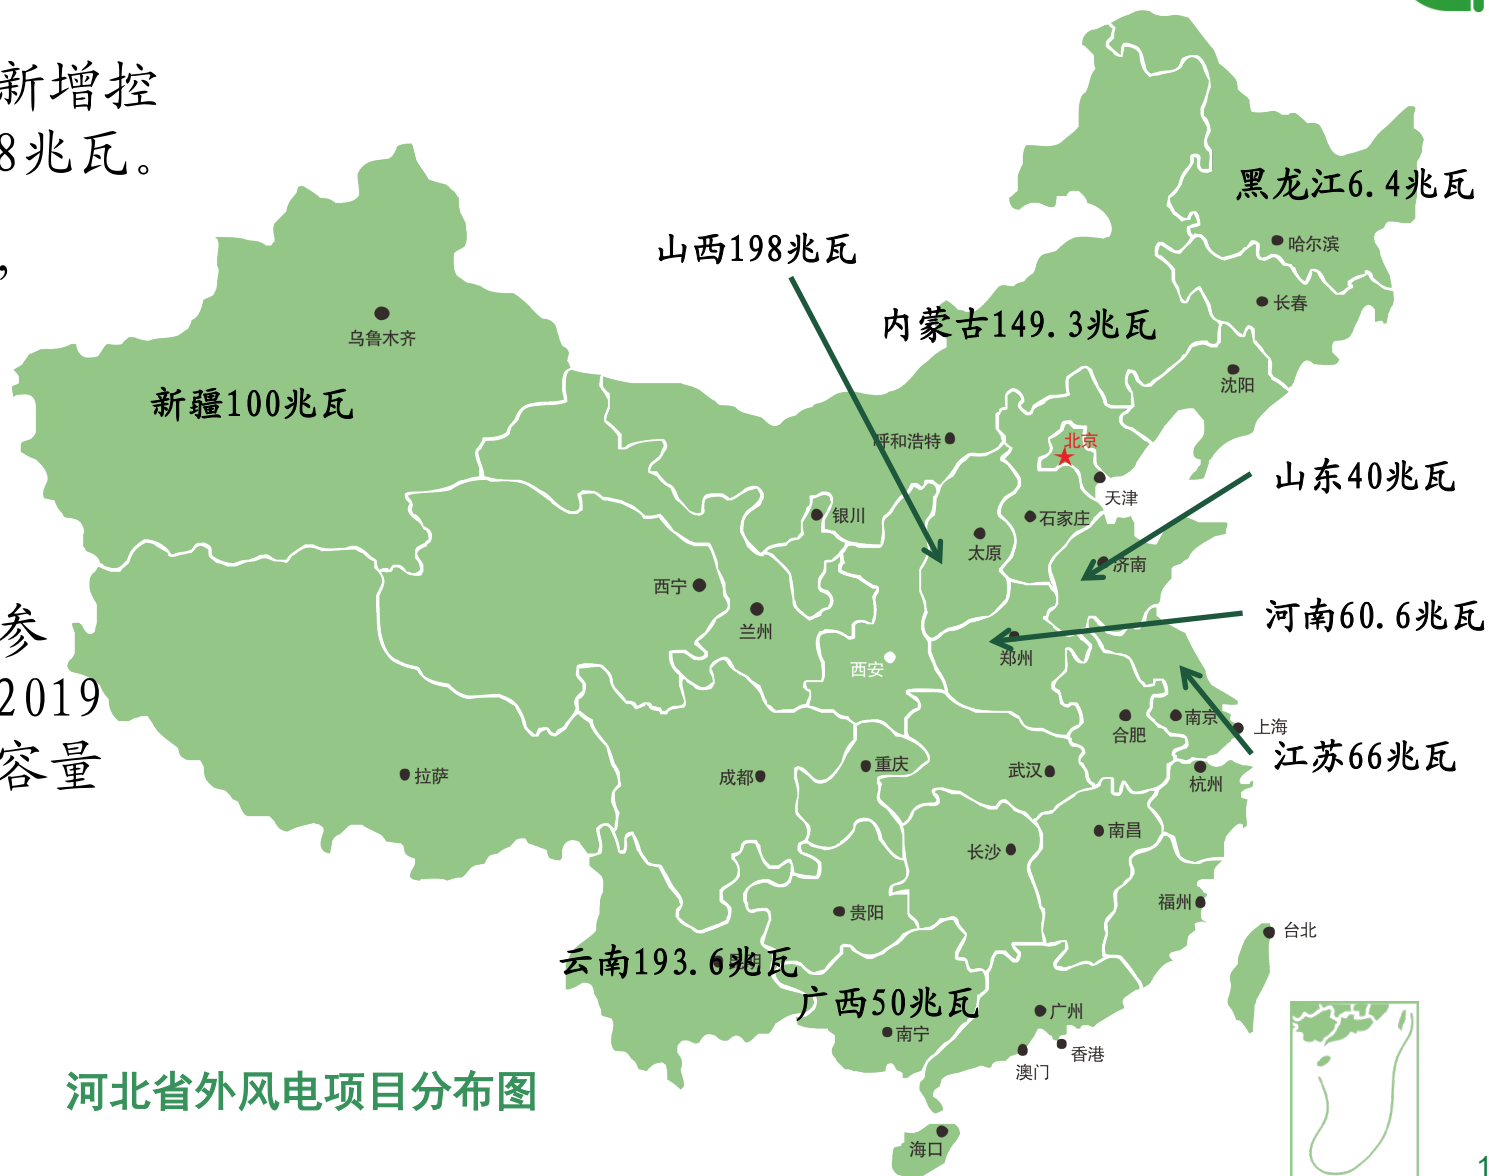 新增控
8兆瓦。
，
参
2019
容量
黑龙江6.4兆瓦
哈尔滨
山西198兆瓦
长春
内蒙古149.3兆瓦
乌鲁木齐
沈阳
新疆100兆瓦
呼和浩特
北京
山东40兆瓦
天津
银川
石家庄
太原
济南
西宁
兰州
河南60.6兆瓦
郑州
西安
南京
上海
合肥
江苏66兆瓦
重庆
武汉
成都
拉萨
杭州
南昌
长沙
福州
贵阳
台北
云南193.6兆瓦
广西50兆瓦
广州
南宁
香港
澳门
河北省外风电项目分布图
海口
1